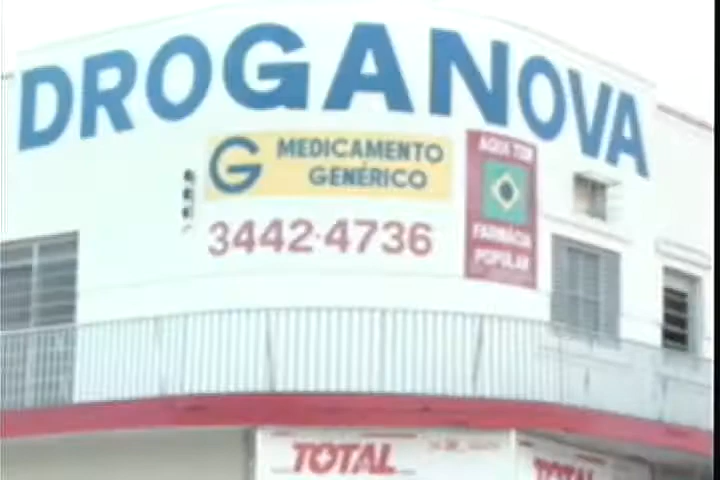 DROGANOVA
G MEDICAMENTO
GENÉRICO
3442-4736
AQUI TEM
FARMÁCIA
POPULAR
TOTAL
TOTAL